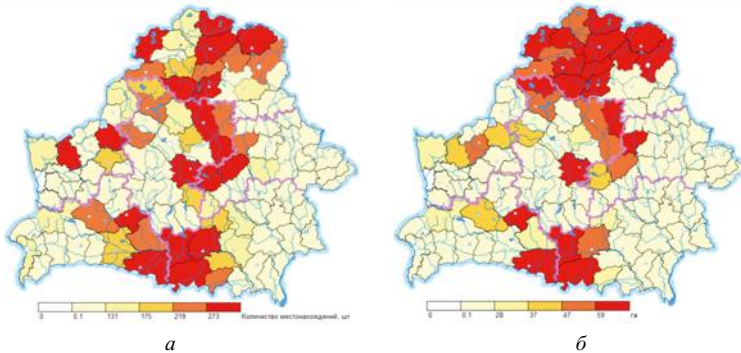 0 0.1 131 175 219 273 Количество местонахождений, шт
0 0.1 28 37 47 59 га
а
б